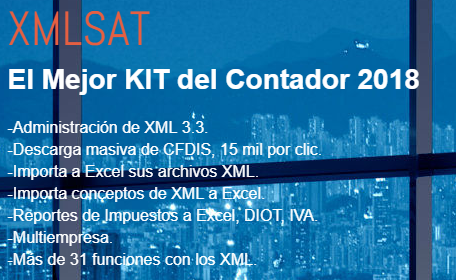 XMLSAT
El Mejor KIT del Contador 2018
-Administración de XML 3.3.
-Descarga masiva de CFDIS, 15 mil por clic.
-Importa a Excel sus archivos XML.
-Importa conceptos de XML a Excel.
-Reportes de Impuestos a Excel, DIOT, IVA.
-Multiempresa.
-Más de 31 funciones con los XML.